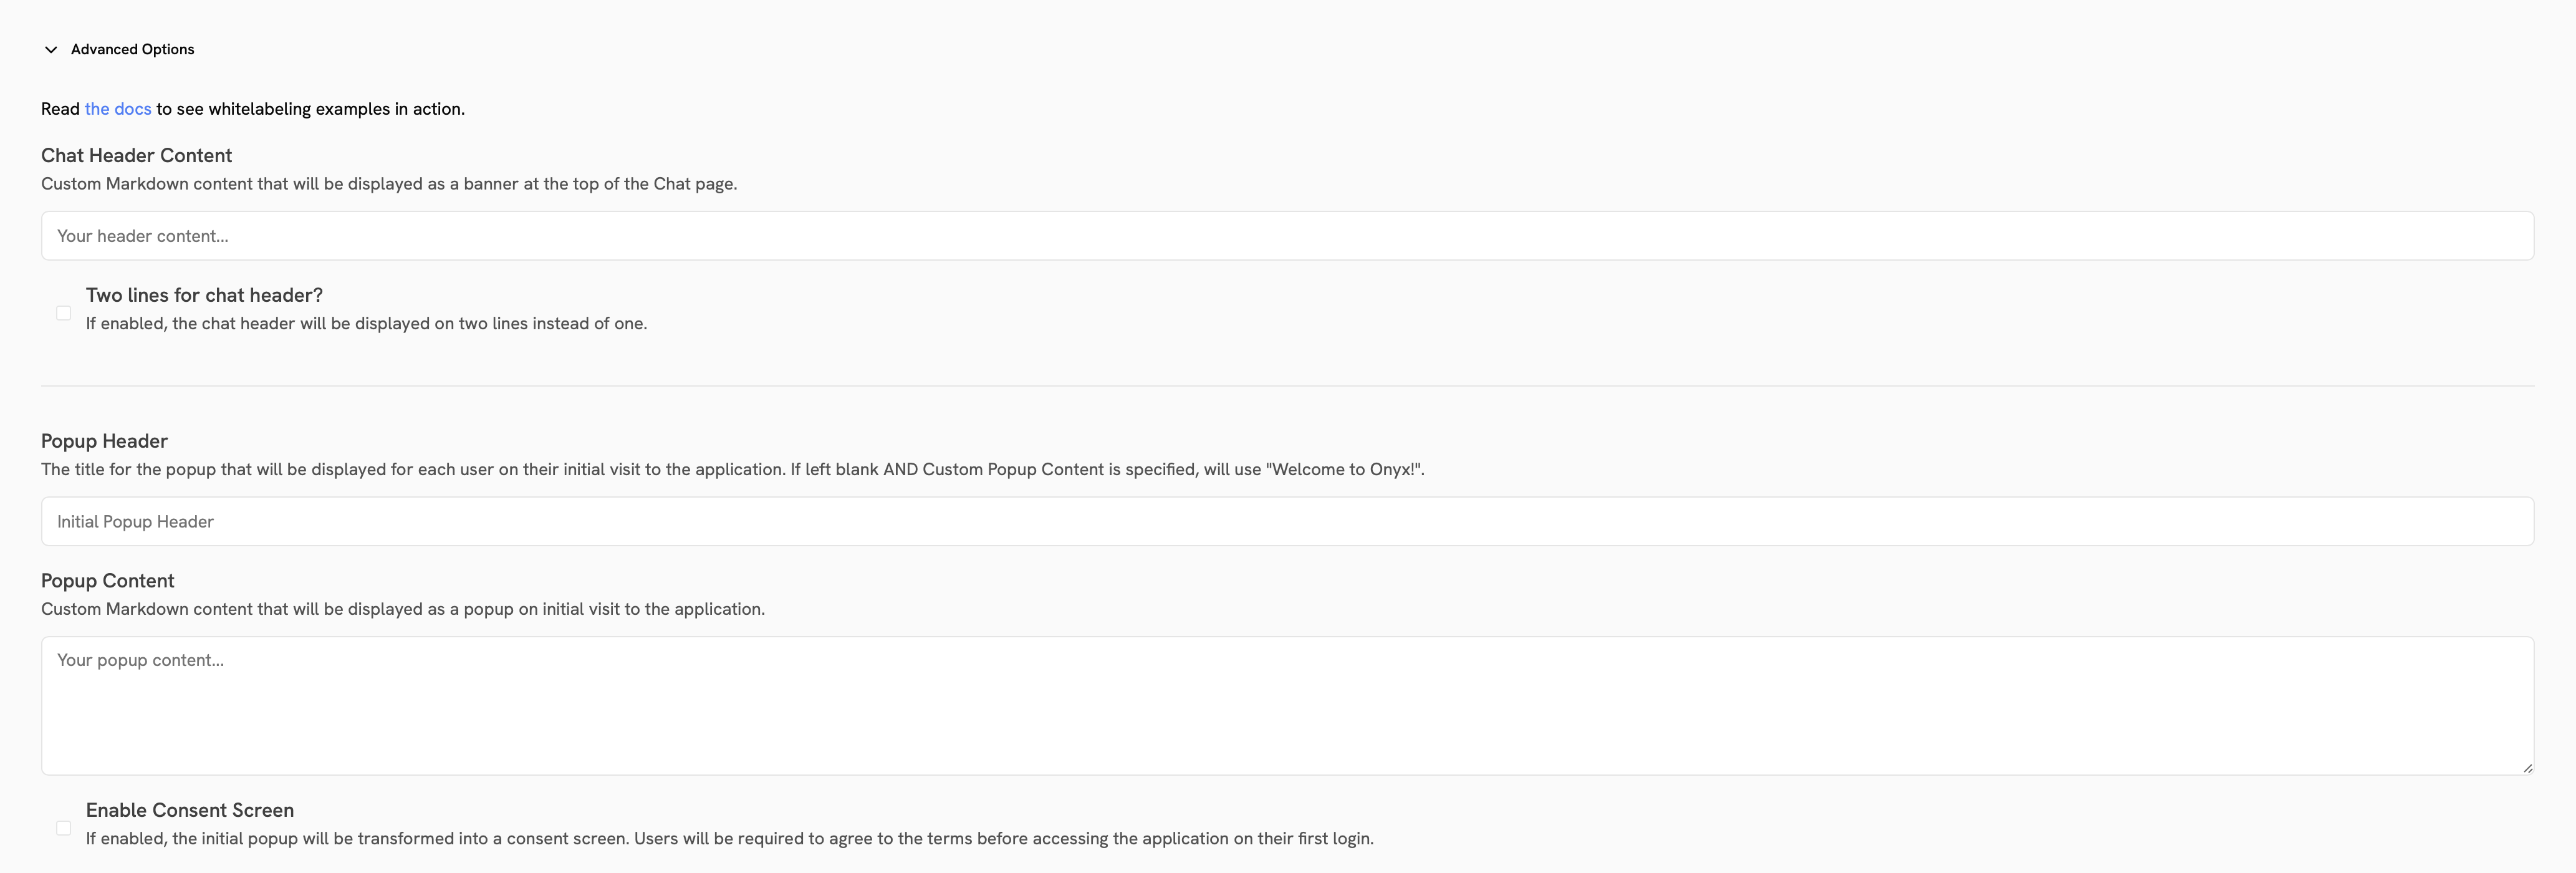 Advanced Options
Read the docs to see whitelabeling examples in action.
Chat Header Content
Custom Markdown content that will be displayed as a banner at the top of the Chat page.
Your header content...
Two lines for chat header?
If enabled, the chat header will be displayed on two lines instead of one.
Popup Header
The title for the popup that will be displayed for each user on their initial visit to the application. If left blank AND Custom Popup Content is specified, will use "Welcome to Onyx!".
Initial Popup Header
Popup Content
Custom Markdown content that will be displayed as a popup on initial visit to the application.
Your popup content...
Enable Consent Screen
If enabled, the initial popup will be transformed into a consent screen. Users will be required to agree to the terms before accessing the application on their first login.